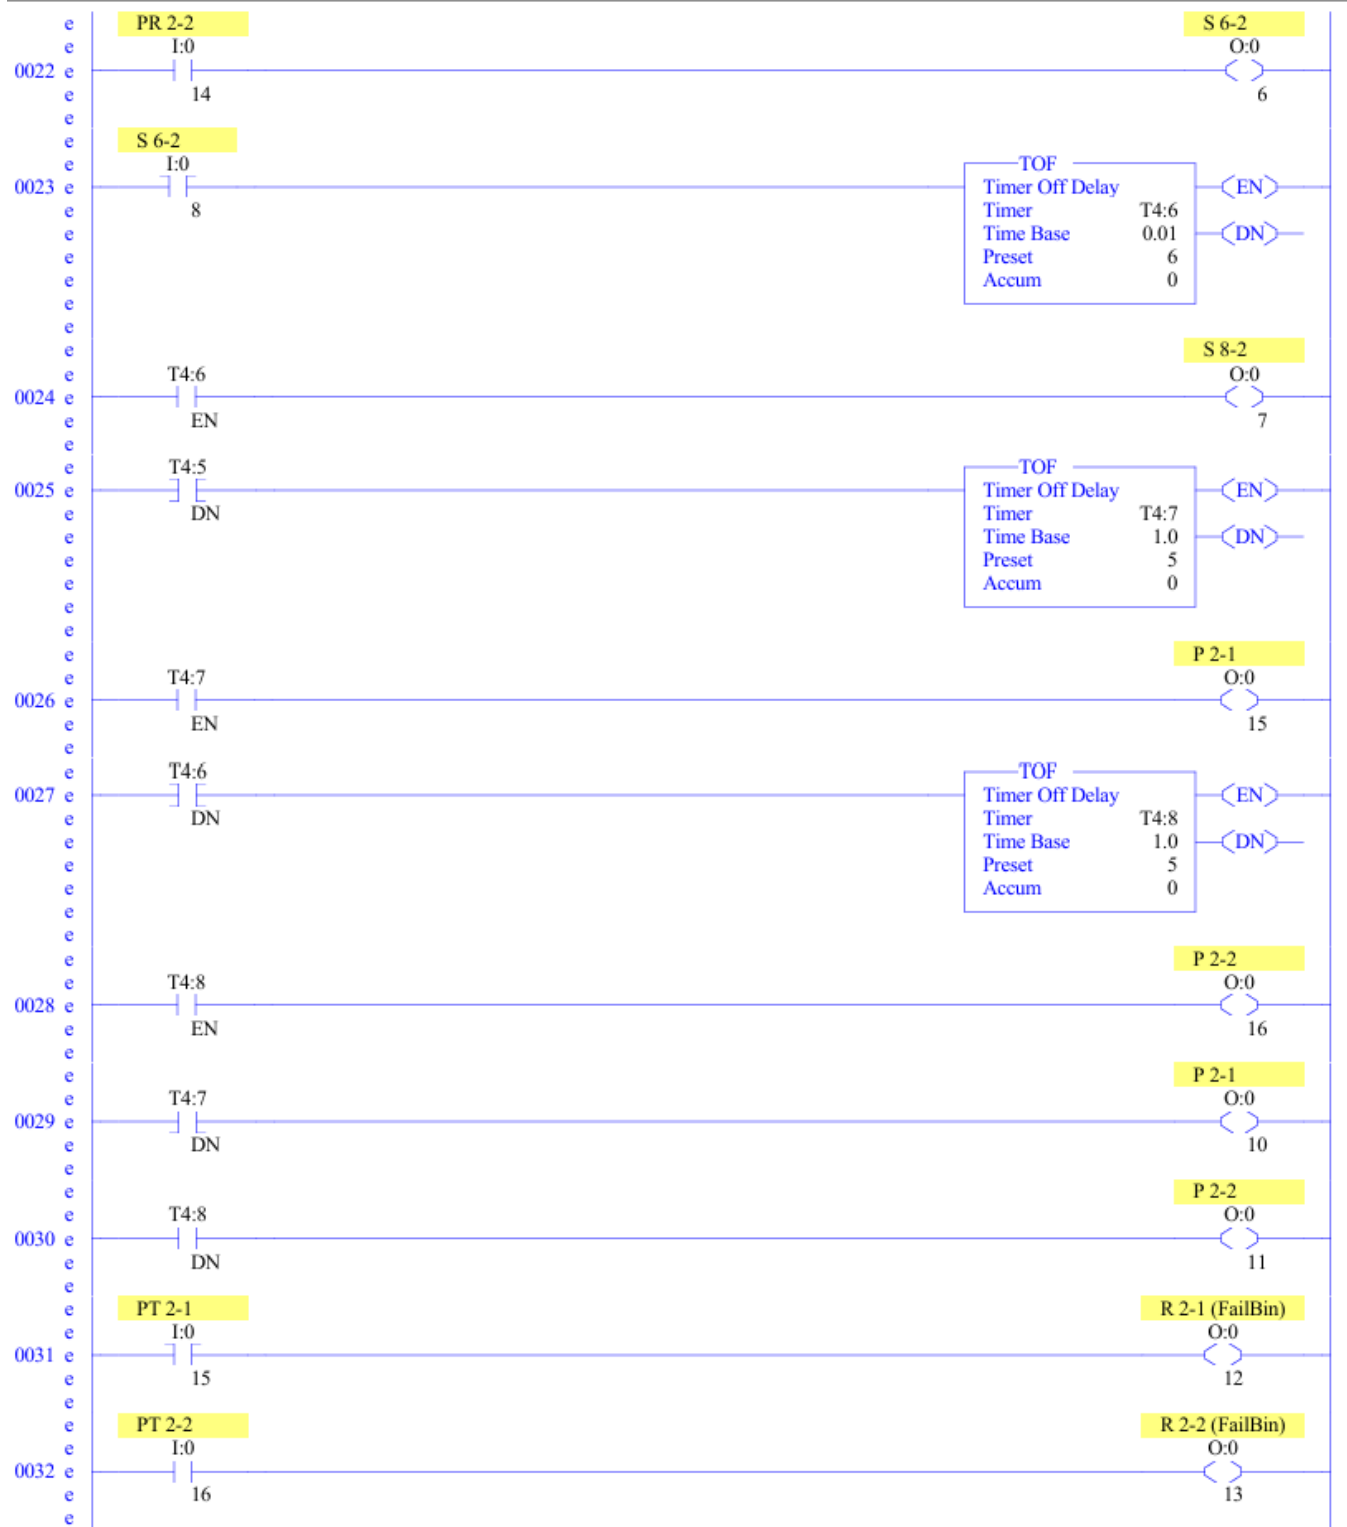 e PR 2-2 S 6-2
e I:0 O:0
0022 e
e 14 6
e
e S 6-2
e I:0 TOF
0023 e Timer Off Delay EN
e 8 Timer T4:6
e Time Base 0.01 DN
e Preset 6
e Accum 0
e
e
e S 8-2
e T4:6 O:0
0024 e
e EN 7
e
e T4:5 TOF
0025 e Timer Off Delay EN
e DN Timer T4:7
e Time Base 1.0 DN
e Preset 5
e Accum 0
e
e
e P 2-1
e T4:7 O:0
0026 e
e EN 15
e
e T4:6 TOF
0027 e Timer Off Delay EN
e DN Timer T4:8
e Time Base 1.0 DN
e Preset 5
e Accum 0
e
e
e P 2-2
e T4:8 O:0
0028 e
e EN 16
e
e P 2-1
e T4:7 O:0
0029 e
e DN 10
e
e P 2-2
e T4:8 O:0
0030 e
e DN 11
e
e PT 2-1 R 2-1 (FailBin)
e I:0 O:0
0031 e
e 15 12
e
e PT 2-2 R 2-2 (FailBin)
e I:0 O:0
0032 e
e 16 13
e